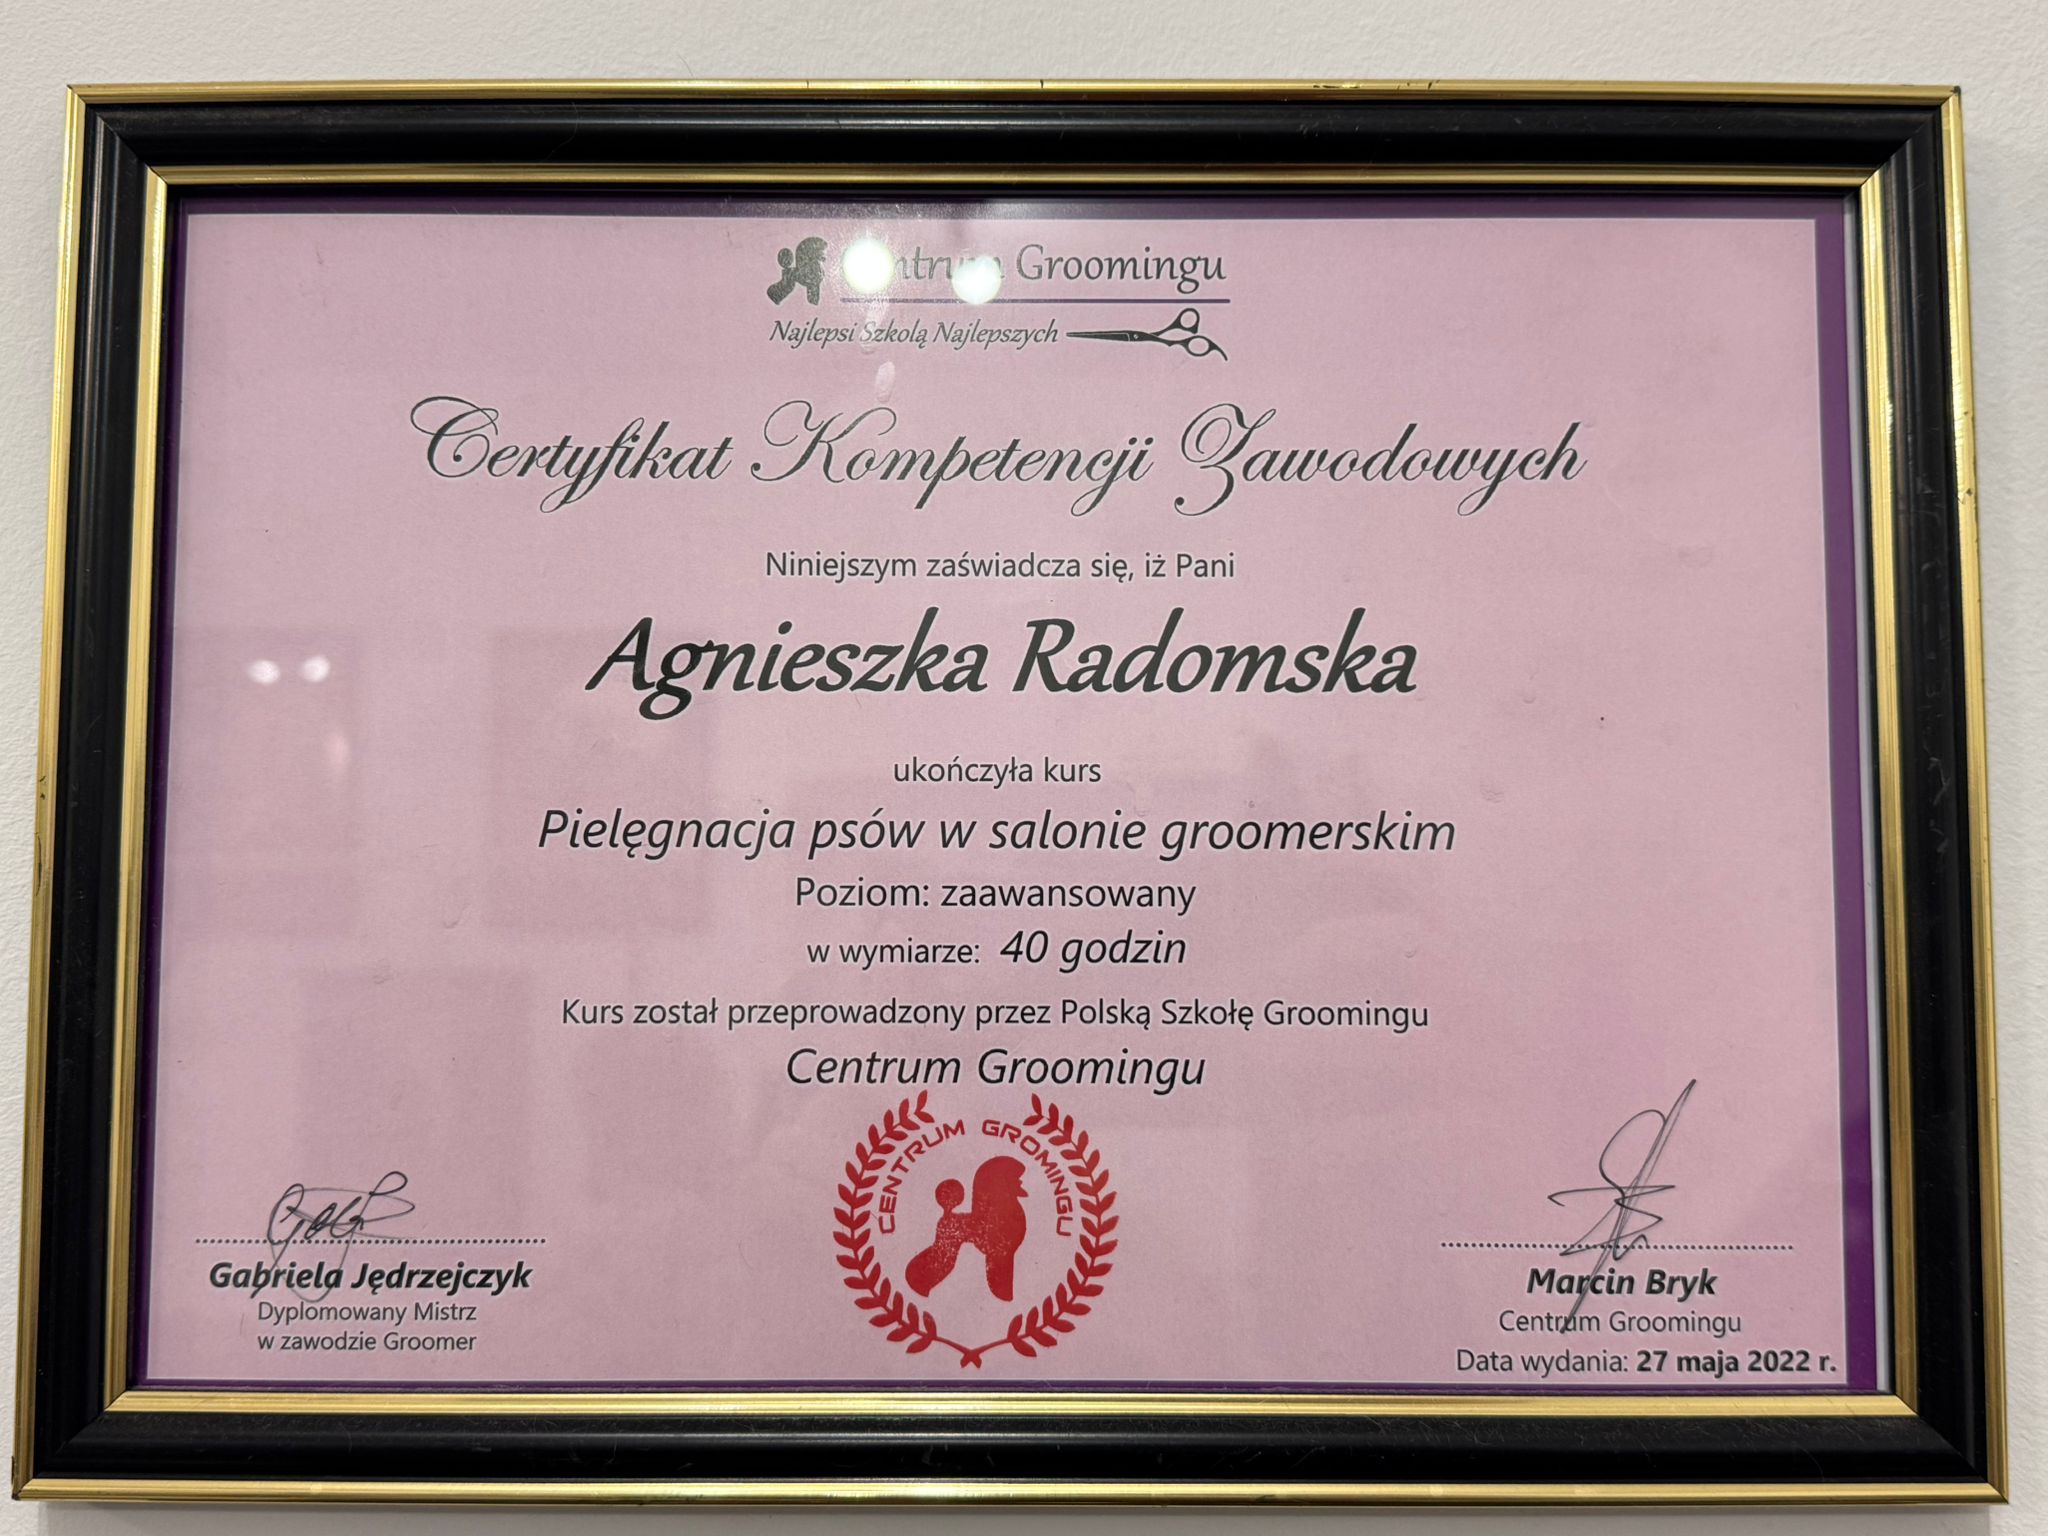 Centrum Groomingu
Najlepsi Szkolą Najlepszych
Certyfikat Kompetencji Zawodowych
Niniejszym zaświadcza się, iż Pani
Agnieszka Radomska
ukończyła kurs
Pielęgnacja psów w salonie groomerskim
Poziom: zaawansowany
w wymiarze: 40 godzin
Kurs został przeprowadzony przez Polską Szkołę Groomingu
Centrum Groomingu
CENTRUM GROMINGU
Gabriela Jędrzejczyk
Dyplomowany Mistrz
w zawodzie Groomer
Marcin Bryk
Centrum Groomingu
Data wydania: 27 maja 2022 r.